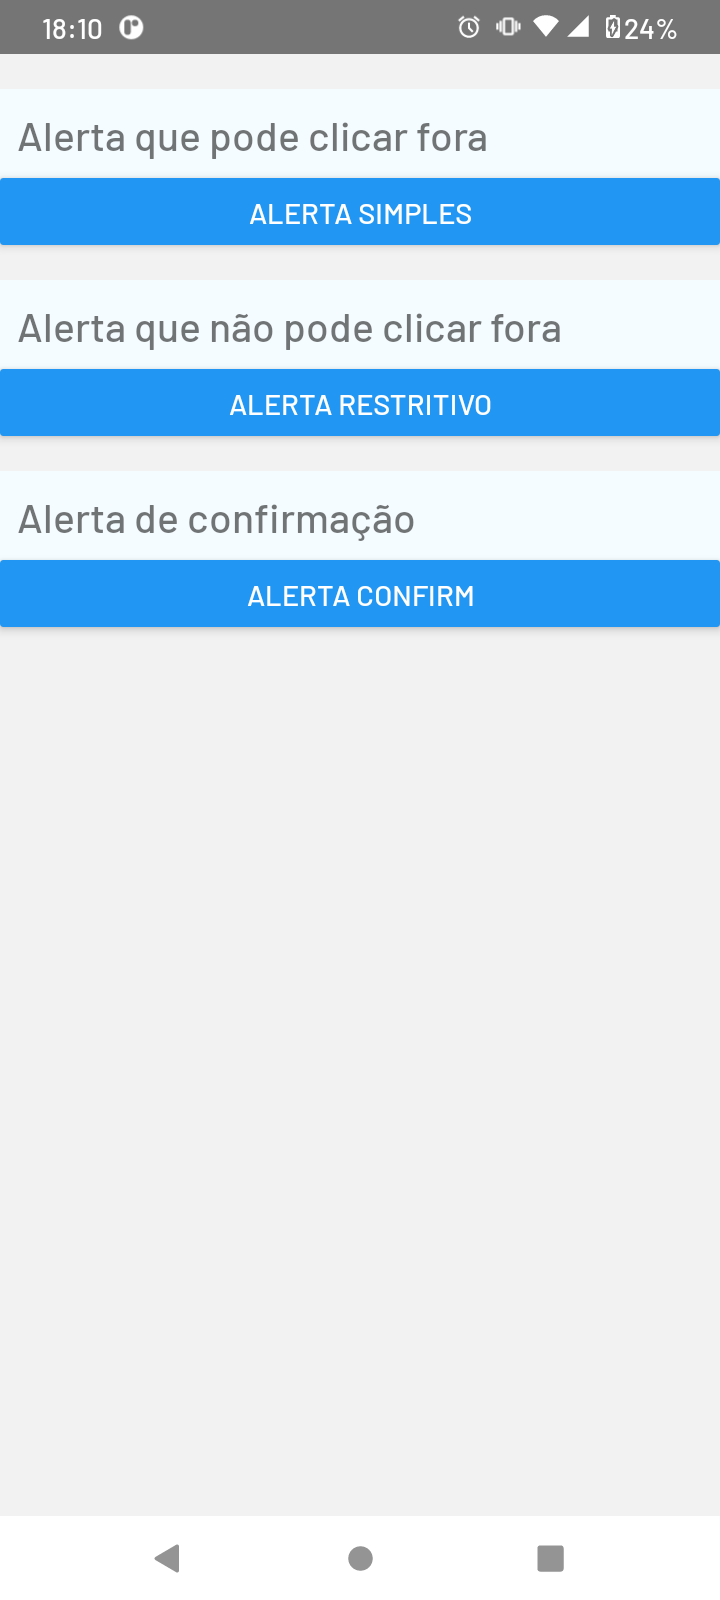 18:10 24%
Alerta que pode clicar fora
ALERTA SIMPLES
Alerta que não pode clicar fora
ALERTA RESTRITIVO
Alerta de confirmação
ALERTA CONFIRM